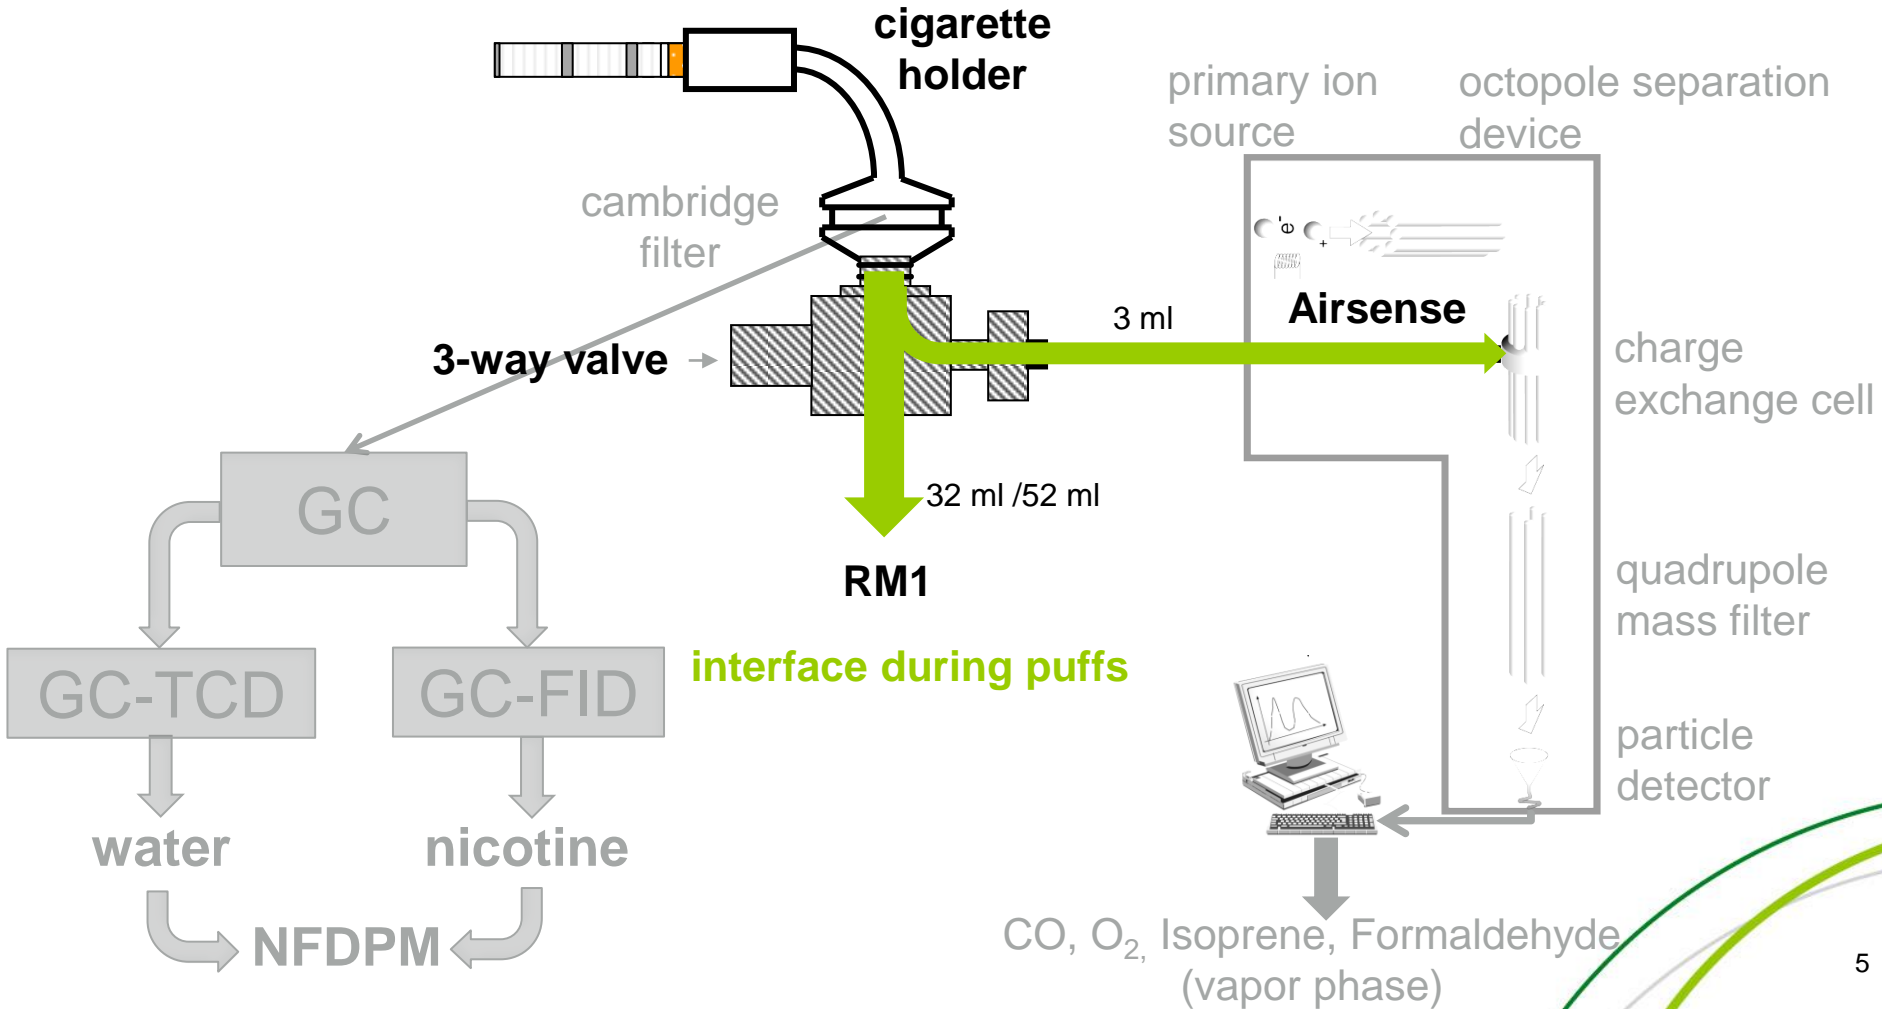 cigarette
holder
primary ion
source
octopole separation
device
cambridge
filter
e-
+
Airsense
3 ml
3-way valve
charge
exchange cell
GC
32 ml /52 ml
RM1
quadrupole
mass filter
interface during puffs
GC-TCD
GC-FID
particle
detector
water
nicotine
NFDPM
CO, O2, Isoprene, Formaldehyde
(vapor phase)
5